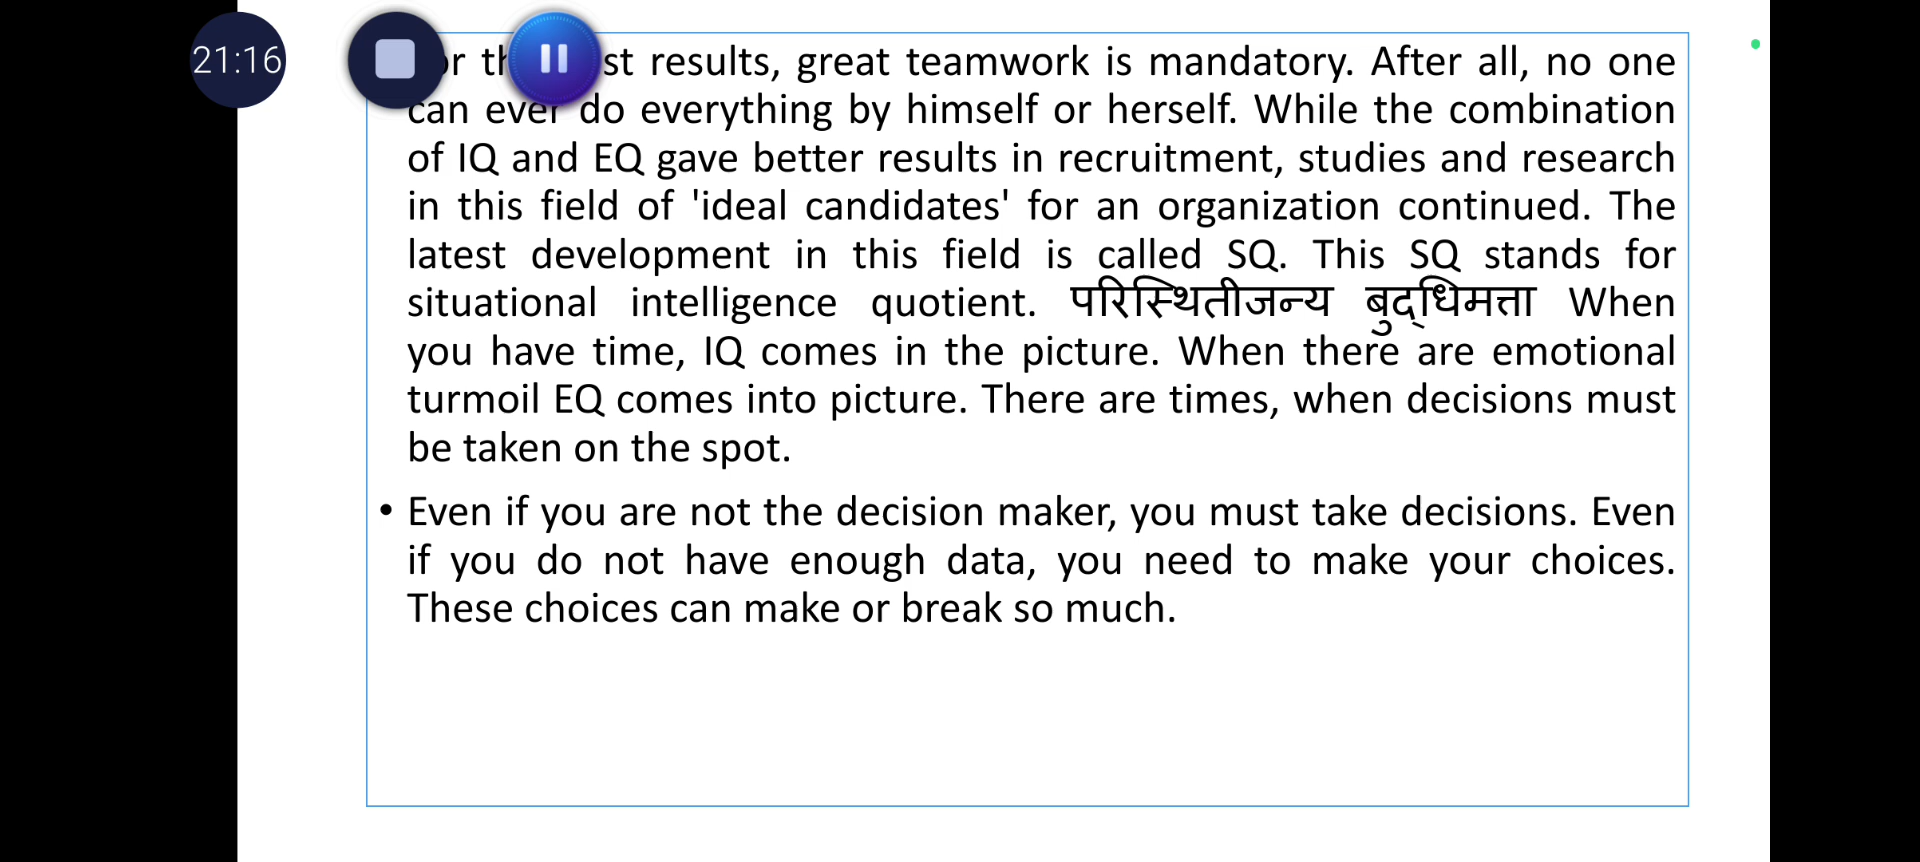 21:16
st results, great teamwork is mandatory. After all, no one
can ever do everything by himself or herself. While the combination
of IQ and EQ gave better results in recruitment, studies and research
in this field of 'ideal candidates' for an organization continued. The
latest development in this field is called SQ. This SQ stands for
situational intelligence quotient. परिस्थितीजन्य बुद्धिमत्ता When
you have time, IQ comes in the picture. When there are emotional
turmoil EQ comes into picture. There are times, when decisions must
be taken on the spot.
• Even if you are not the decision maker, you must take decisions. Even
if you do not have enough data, you need to make your choices.
These choices can make or break so much.